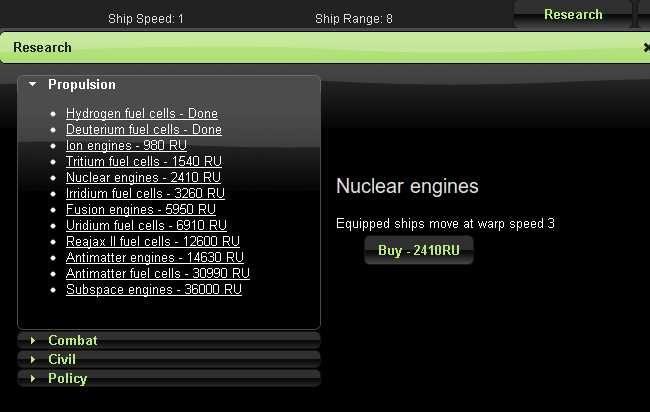 Ship Speed: 1
Ship Range: 8
Research
Research
Propulsion
Hydrogen fuel cells - Done
Deuterium fuel cells - Done
Ion engines - 980 RU
Tritium fuel cells - 1540 RU
Nuclear engines - 2410 RU
Irridium fuel cells - 3260 RU
Fusion engines - 5950 RU
Uridium fuel cells - 6910 RU
Reajax II fuel cells - 12600 RU
Antimatter engines - 14630 RU
Antimatter fuel cells - 30990 RU
Subspace engines - 36000 RU
Combat
Civil
Policy
Nuclear engines
Equipped ships move at warp speed 3
Buy - 2410RU